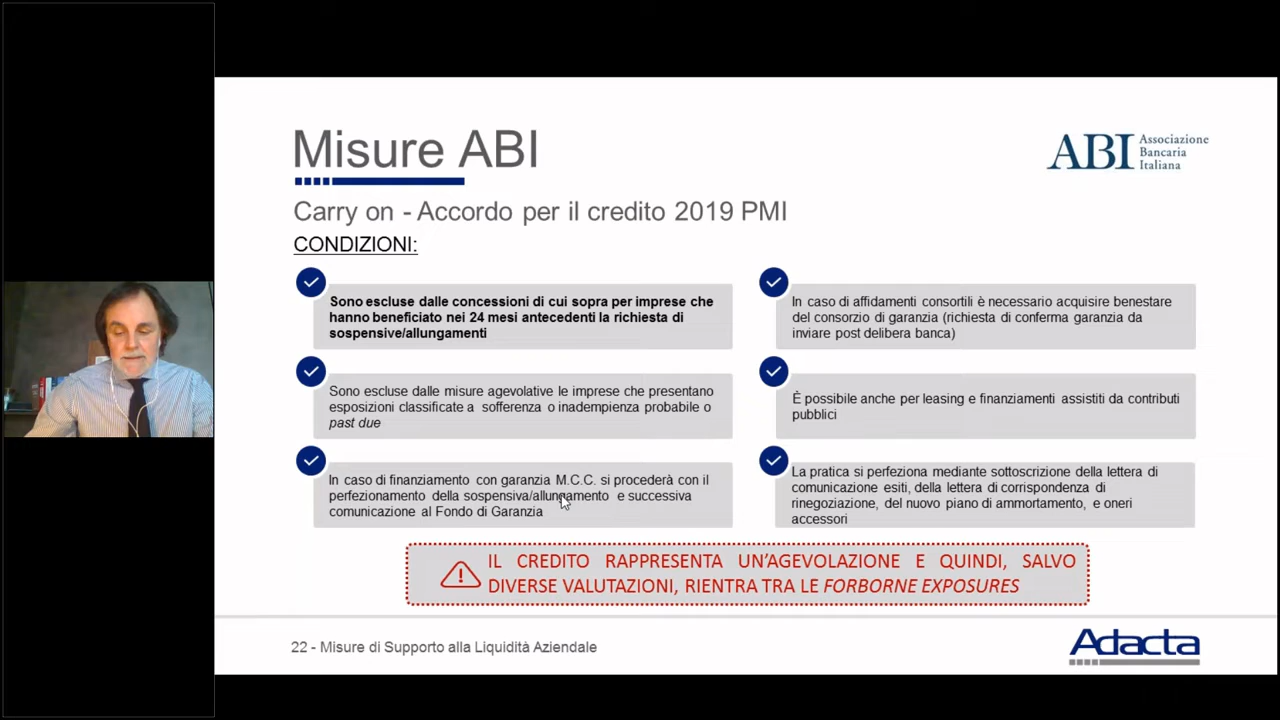 Misure ABI
ABI Associazione
Bancaria
Italiana
Carry on - Accordo per il credito 2019 PMI
CONDIZIONI:
Sono escluse dalle concessioni di cui sopra per imprese che
hanno beneficiato nei 24 mesi antecedenti la richiesta di
sospensive/allungamenti
Sono escluse dalle misure agevolative le imprese che presentano
esposizioni classificate a sofferenza o inadempienza probabile o
past due
In caso di finanziamento con garanzia M.C.C. si procederà con il
perfezionamento della sospensiva/allungamento e successiva
comunicazione al Fondo di Garanzia
In caso di affidamenti consortili è necessario acquisire benestare
del consorzio di garanzia (richiesta di conferma garanzia da
inviare post delibera banca)
È possibile anche per leasing e finanziamenti assistiti da contributi
pubblici
La pratica si perfeziona mediante sottoscrizione della lettera di
comunicazione esiti, della lettera di corrispondenza di
rinegoziazione, del nuovo piano di ammortamento, e oneri
accessori
IL CREDITO RAPPRESENTA UN'AGEVOLAZIONE E QUINDI, SALVO
DIVERSE VALUTAZIONI, RIENTRA TRA LE FORBORNE EXPOSURES
22 - Misure di Supporto alla Liquidità Aziendale
Adacta